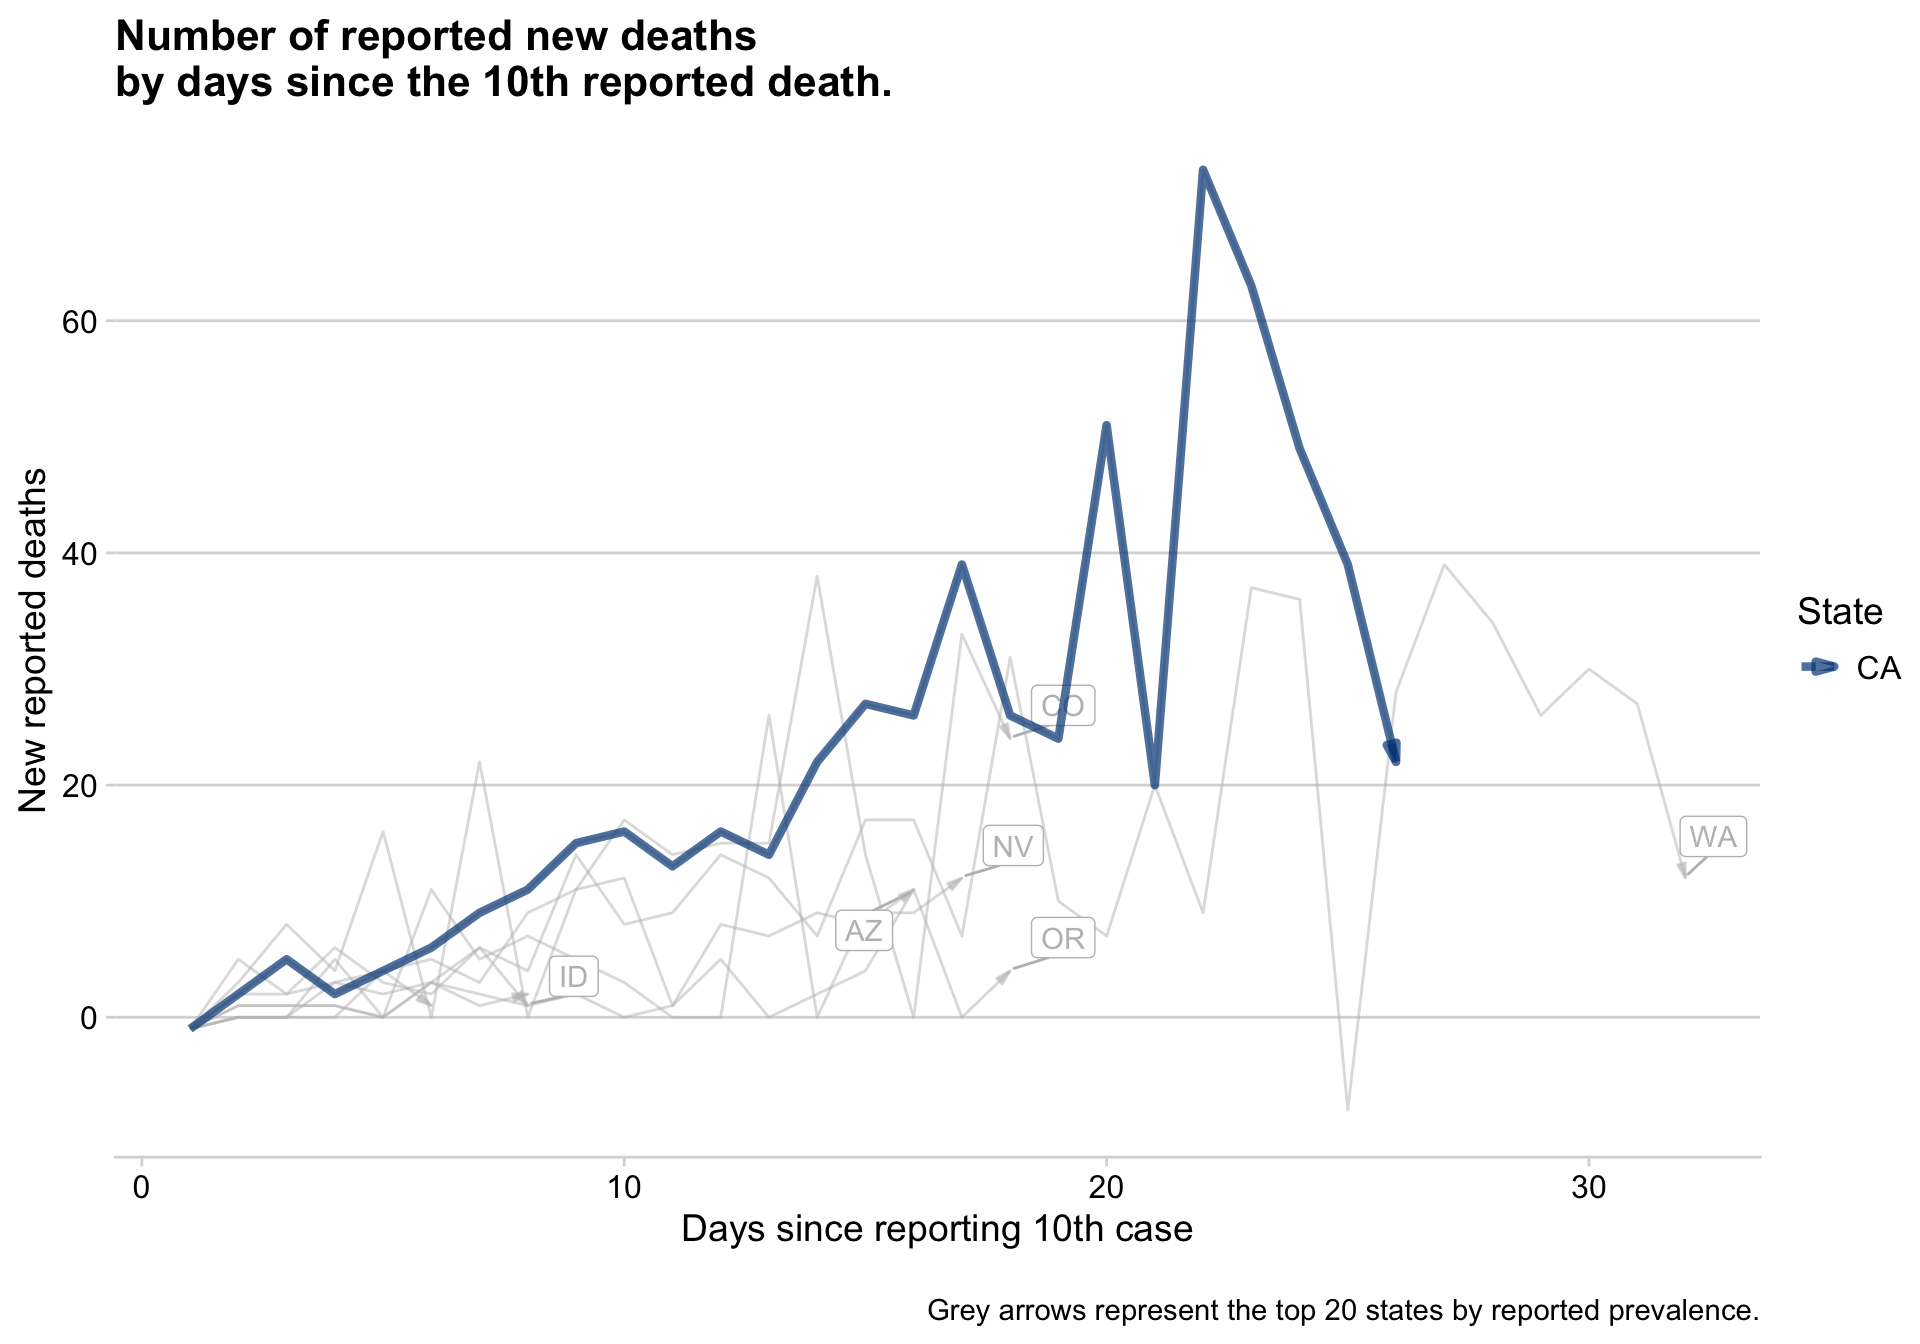 Number of reported new deaths
by days since the 10th reported death.
New reported deaths
60
40
20
0
CO
NV
WA
AZ
OR
ID
0
10
20
30
Days since reporting 10th case
State
CA
Grey arrows represent the top 20 states by reported prevalence.